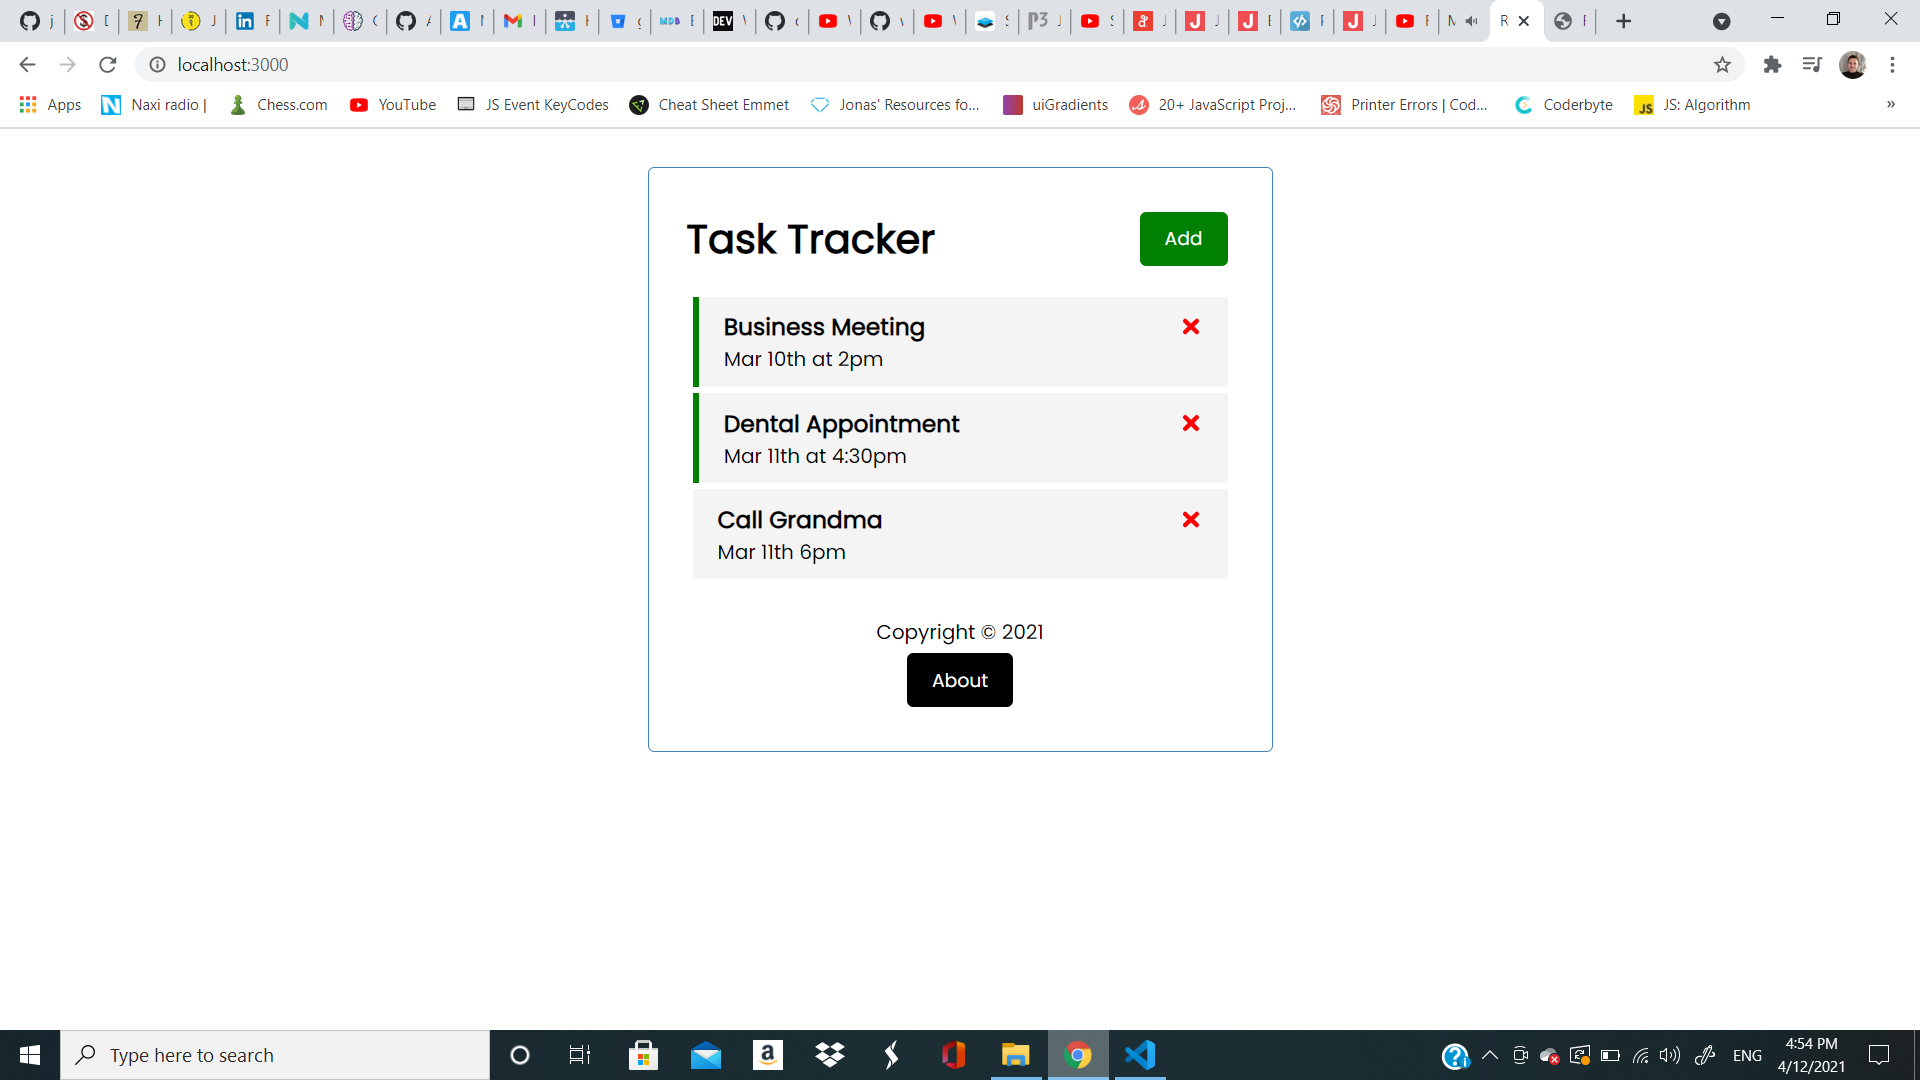 localhost:3000
Apps
Naxi radio |
Chess.com
YouTube
JS Event KeyCodes
Cheat Sheet Emmet
Jonas' Resources fo...
uiGradients
20+ JavaScript Proj...
Printer Errors | Cod...
Coderbyte
JS: Algorithm
»
Task Tracker
Add
Business Meeting
Mar 10th at 2pm
Dental Appointment
Mar 11th at 4:30pm
Call Grandma
Mar 11th 6pm
Copyright © 2021
About
Type here to search
ENG
4:54 PM
4/12/2021